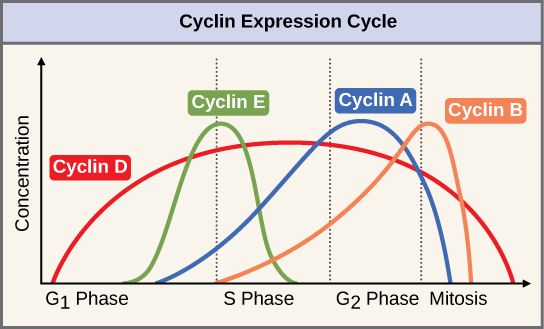 Cyclin Expression Cycle
Cyclin E
Cyclin A
Cyclin B
Cyclin D
Concentration
G1 Phase
S Phase
G2 Phase
Mitosis